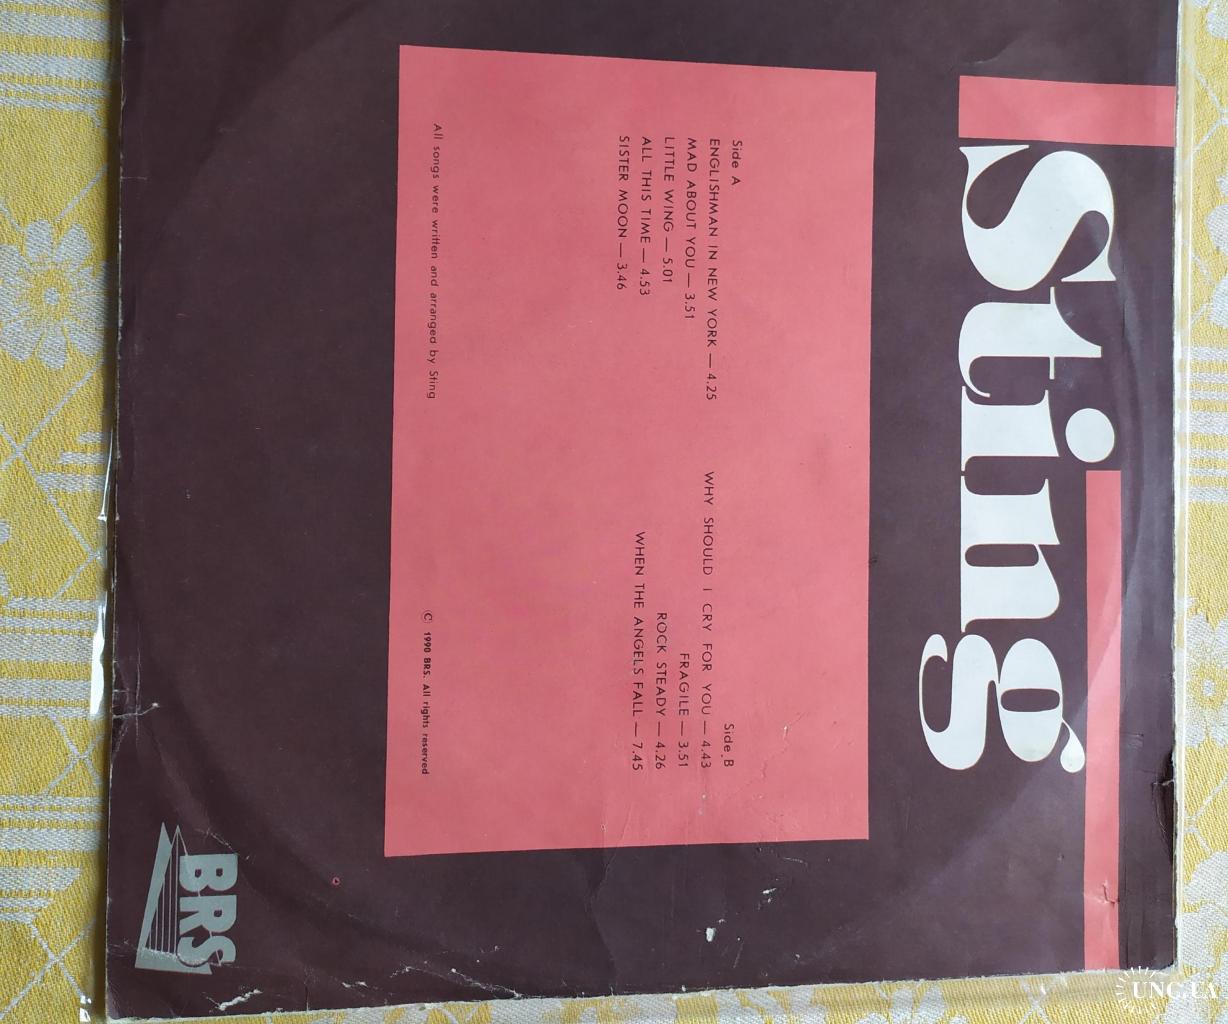 Sting
Side A
ENGLISHMAN IN NEW YORK — 4.25
MAD ABOUT YOU — 3.51
LITTLE WING — 5.01
ALL THIS TIME — 4.53
SISTER MOON — 3.46
Side B
WHY SHOULD I CRY FOR YOU — 4.43
FRAGILE — 3.51
ROCK STEADY — 4.26
WHEN THE ANGELS FALL — 7.45
All songs were written and arranged by Sting
© 1990 BRS. All rights reserved
BRS
UNC.UA